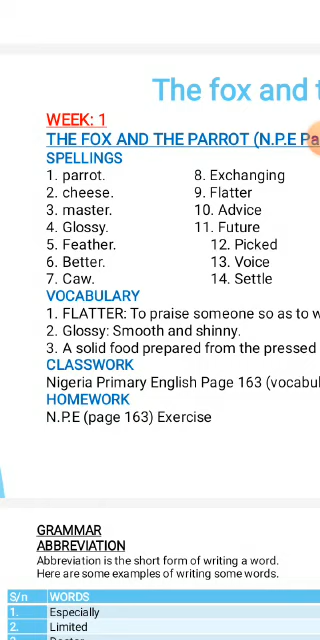 The fox and t
WEEK: 1
THE FOX AND THE PARROT (N.P.E Pa
SPELLINGS
1. parrot. 8. Exchanging
2. cheese. 9. Flatter
3. master. 10. Advice
4. Glossy. 11. Future
5. Feather. 12. Picked
6. Better. 13. Voice
7. Caw. 14. Settle
VOCABULARY
1. FLATTER: To praise someone so as to w
2. Glossy: Smooth and shinny.
3. A solid food prepared from the pressed
CLASSWORK
Nigeria Primary English Page 163 (vocabul
HOMEWORK
N.P.E (page 163) Exercise
GRAMMAR
ABBREVIATION
Abbreviation is the short form of writing a word.
Here are some examples of writing some words.
S/n WORDS
1. Especially
2. Limited